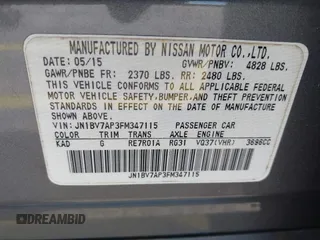 MANUFACTURED BY NISSAN MOTOR CO.,LTD.
DATE: 05/15 GVWR/PNBV: 4828 LBS.
GAWR/PNBE FR: 2370 LBS. RR: 2480 LBS.
THIS VEHICLE CONFORMS TO ALL APPLICABLE
FEDERAL MOTOR VEHICLE
SAFETY,BUMPER, AND THEFT PREVENTION
STANDARDS IN EFFECT ON THE DATE OF MANUFACTURE
SHOWN ABOVE.
VIN: JN1BV7AP3FM347115 PASSENGER CAR
COLOR TRIM TRANS AXLE ENGINE
KAD G RE7R01A RG31 VQ37(VHR) 3696CC
JN1BV7AP3FM347115
DREAMBID